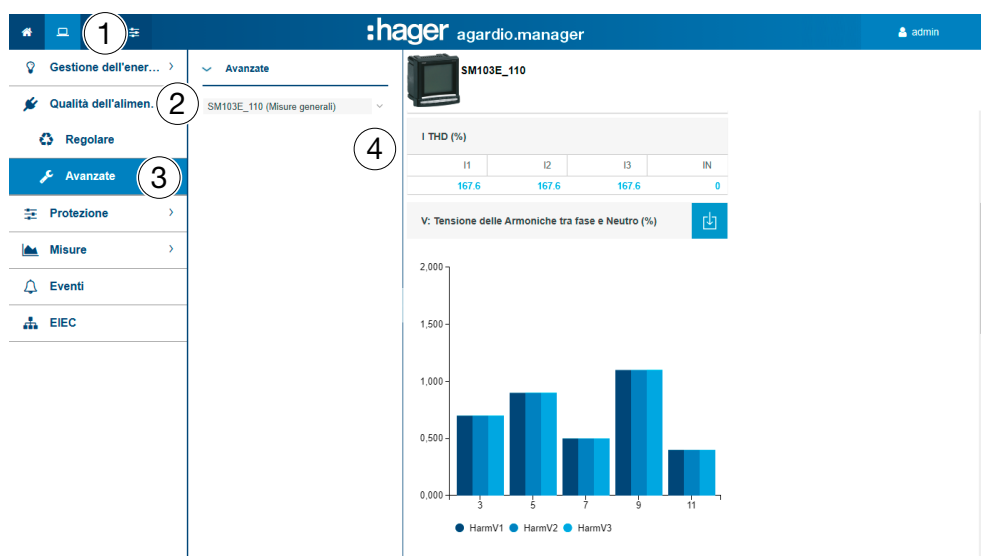 1
:hager agardio.manager
admin
Gestione dell'ener...
Qualità dell'alimen.
2
Regolare
Avanzate
3
Protezione
Misure
Eventi
EIEC
Avanzate
SM103E_110 (Misure generali)
4
SM103E_110
I THD (%)
I1 I2 I3 IN
167.6 167.6 167.6 0
V: Tensione delle Armoniche tra fase e Neutro (%)
2,000
1,500
1,000
0,500
0,000
3 5 7 9 11
HarmV1 HarmV2 HarmV3